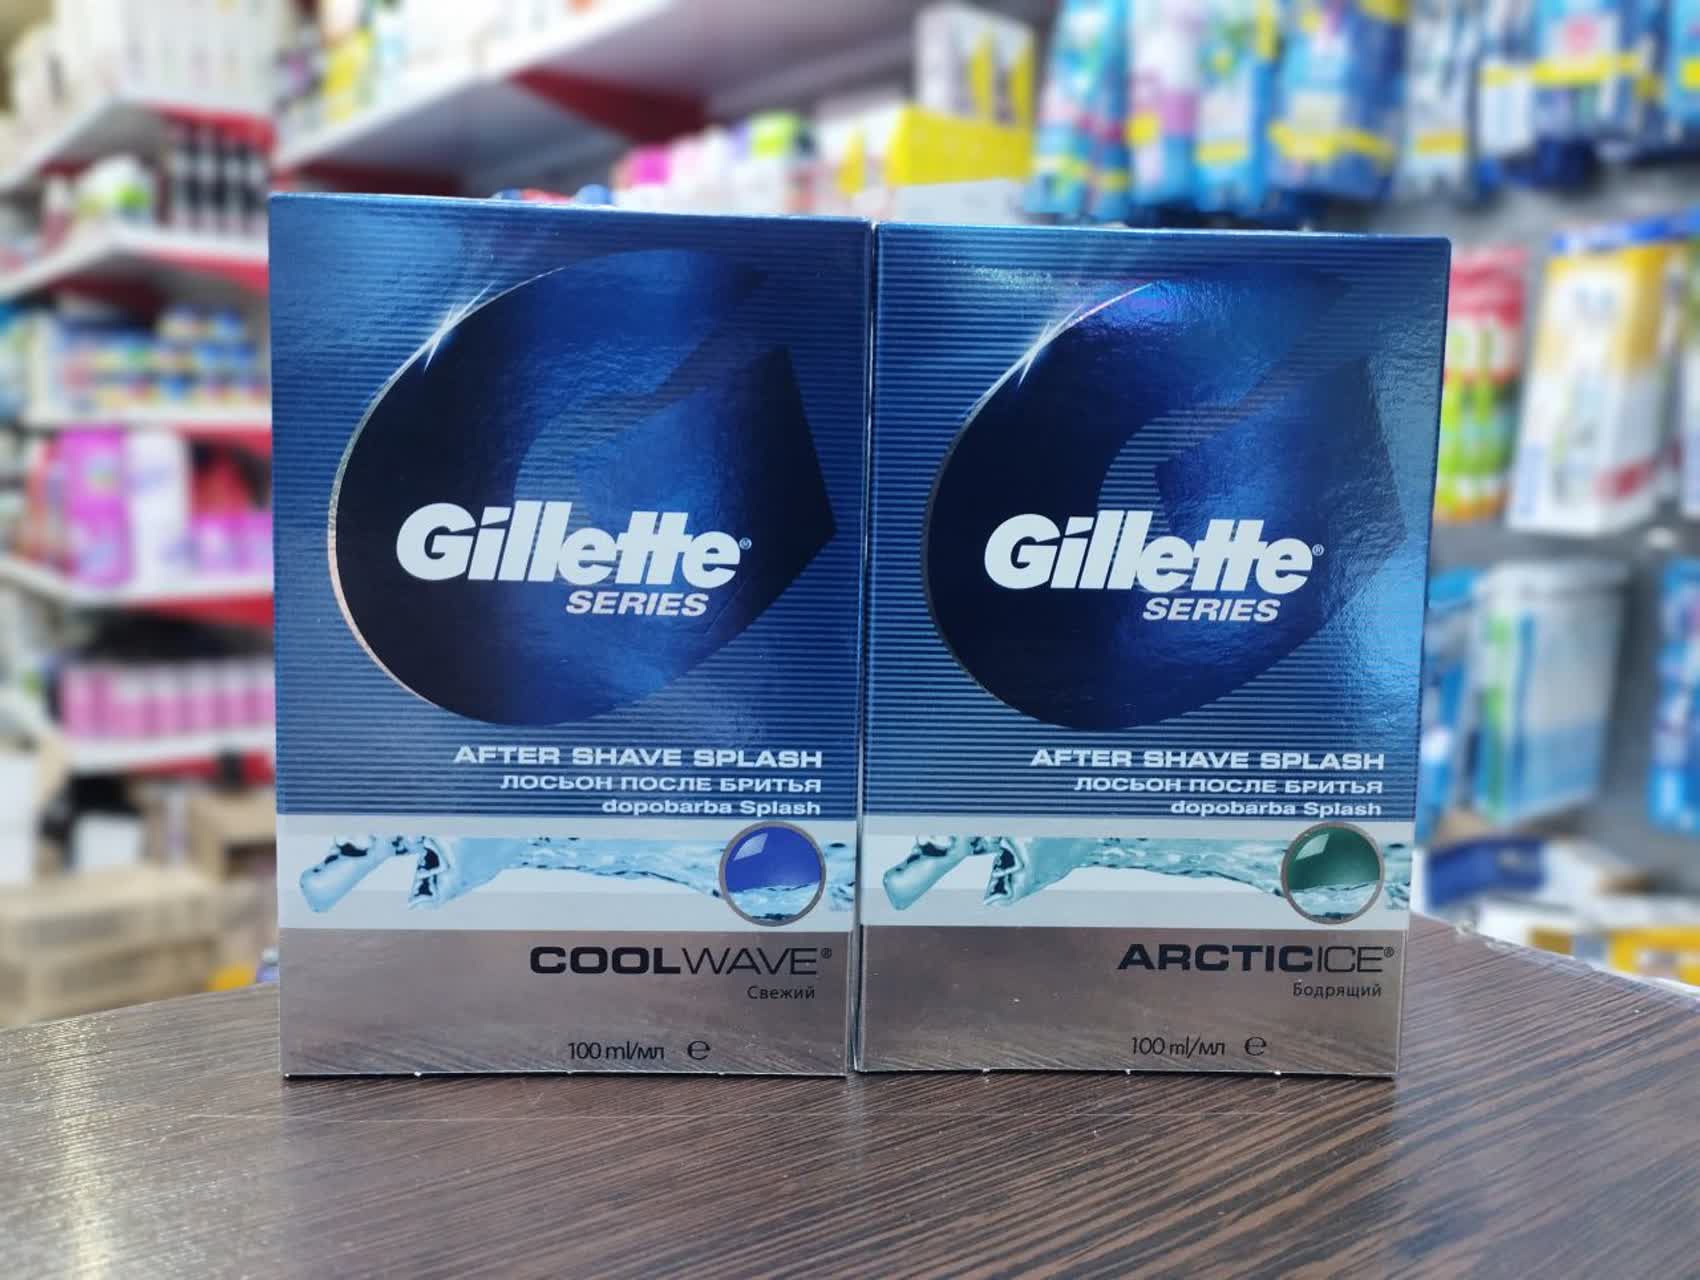 Gillette®
SERIES
AFTER SHAVE SPLASH
ЛОСЬОН ПОСЛЕ БРИТЬЯ
dopobarba Splash
COOLWAVE®
Свежий
100 ml/мл ℮
Gillette®
SERIES
AFTER SHAVE SPLASH
ЛОСЬОН ПОСЛЕ БРИТЬЯ
dopobarba Splash
ARCTICICE®
Бодрящий
100 ml/мл ℮